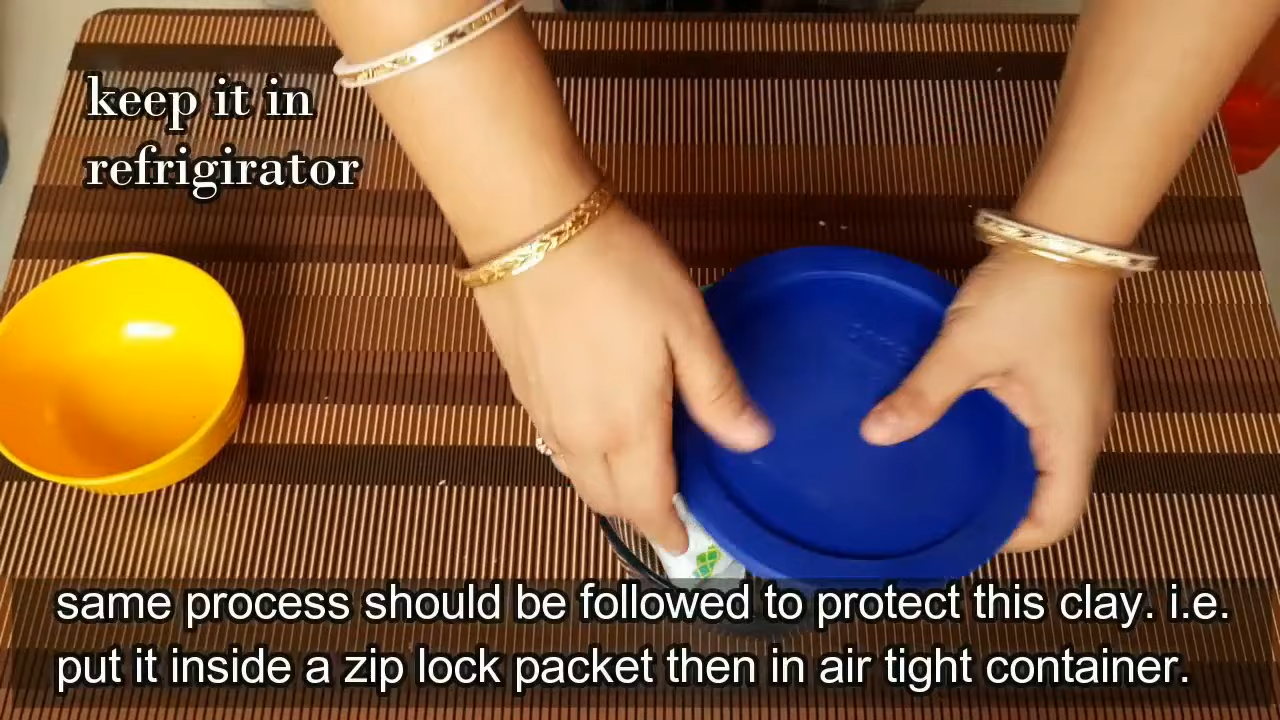 keep it in
refrigirator
same process should be followed to protect this clay. i.e.
put it inside a zip lock packet then in air tight container.